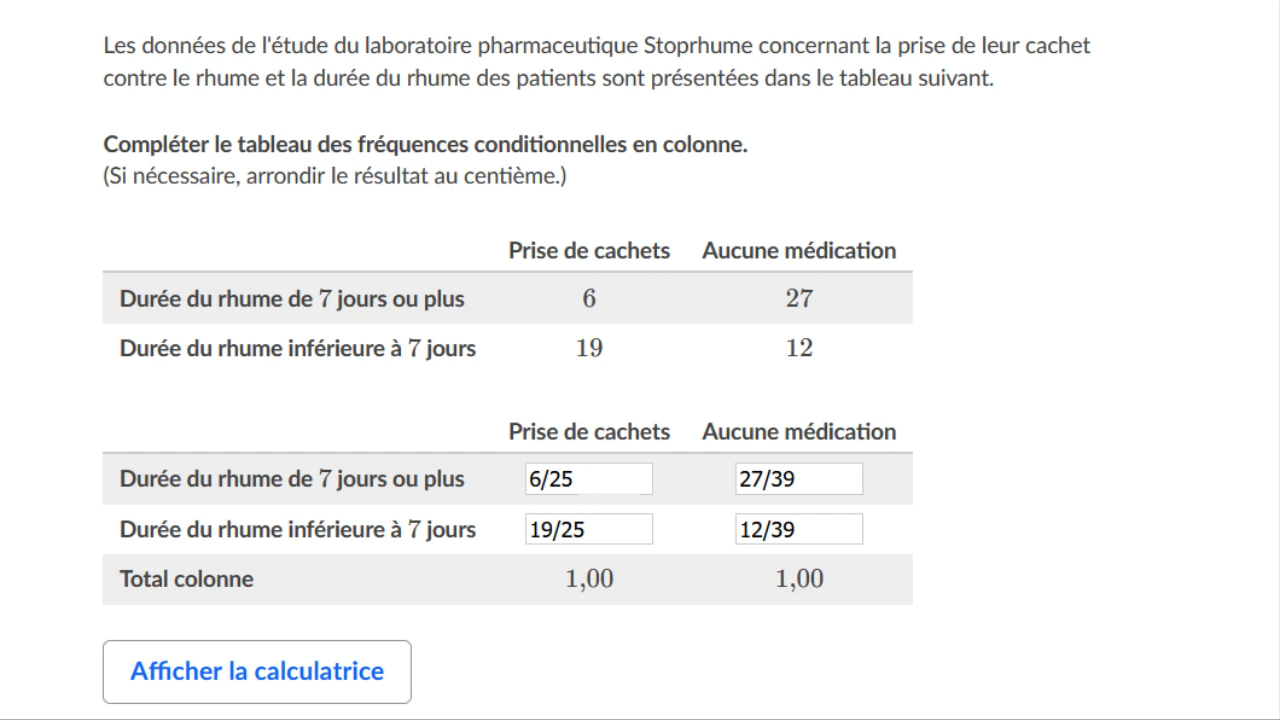 Les données de l'étude du laboratoire pharmaceutique Stoprhume concernant la prise de leur cachet
contre le rhume et la durée du rhume des patients sont présentées dans le tableau suivant.
Compléter le tableau des fréquences conditionnelles en colonne.
(Si nécessaire, arrondir le résultat au centième.)
Prise de cachets Aucune médication
Durée du rhume de 7 jours ou plus 6 27
Durée du rhume inférieure à 7 jours 19 12
Prise de cachets Aucune médication
Durée du rhume de 7 jours ou plus 6/25 27/39
Durée du rhume inférieure à 7 jours 19/25 12/39
Total colonne 1,00 1,00
Afficher la calculatrice